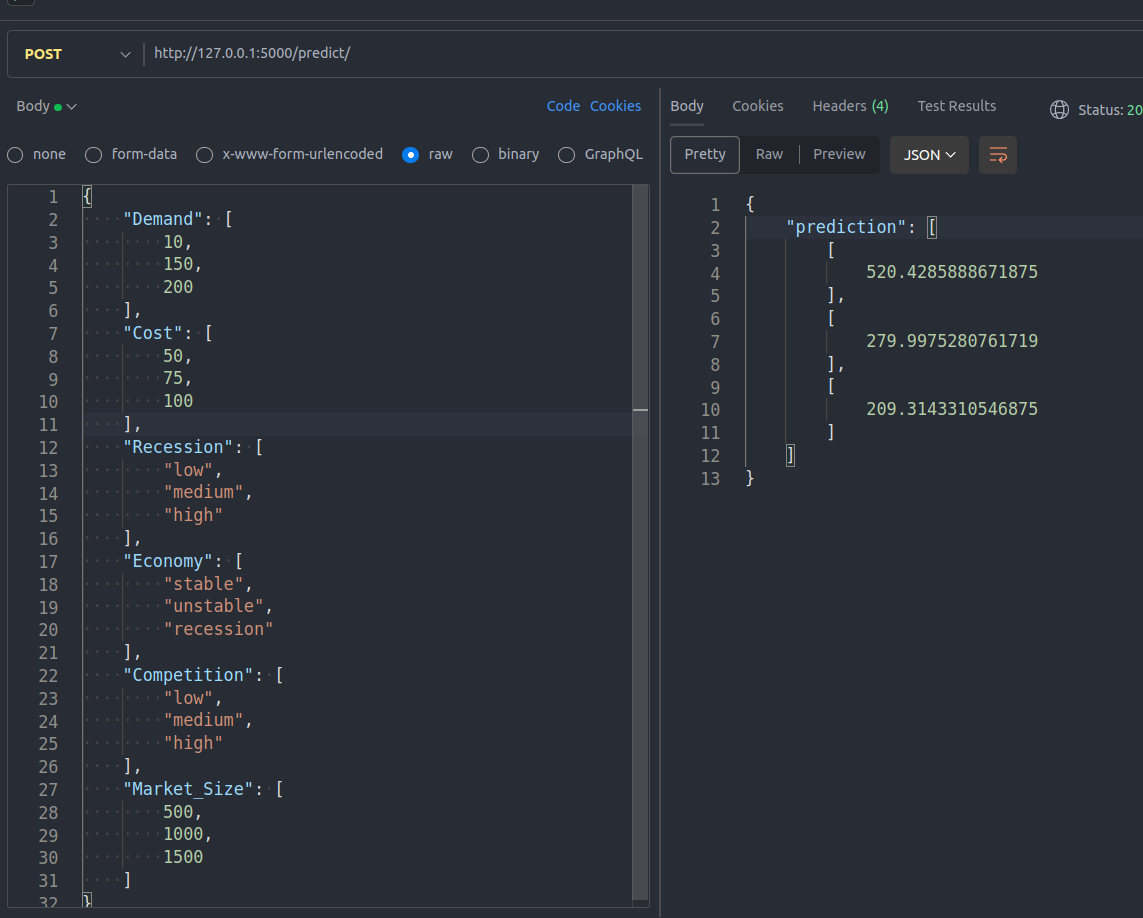 POST http://127.0.0.1:5000/predict/
Body Code Cookies
none form-data x-www-form-urlencoded raw binary GraphQL
1 {
2 "Demand": [
3 10,
4 150,
5 200
6 ],
7 "Cost": [
8 50,
9 75,
10 100
11 ],
12 "Recession": [
13 "low",
14 "medium",
15 "high"
16 ],
17 "Economy": [
18 "stable",
19 "unstable",
20 "recession"
21 ],
22 "Competition": [
23 "low",
24 "medium",
25 "high"
26 ],
27 "Market_Size": [
28 500,
29 1000,
30 1500
31 ]
32 }
Body Cookies Headers (4) Test Results Status: 20
Pretty Raw Preview JSON
1 {
2 "prediction": [
3 [
4 520.4285888671875
5 ],
6 [
7 279.9975280761719
8 ],
9 [
10 209.3143310546875
11 ]
12 ]
13 }